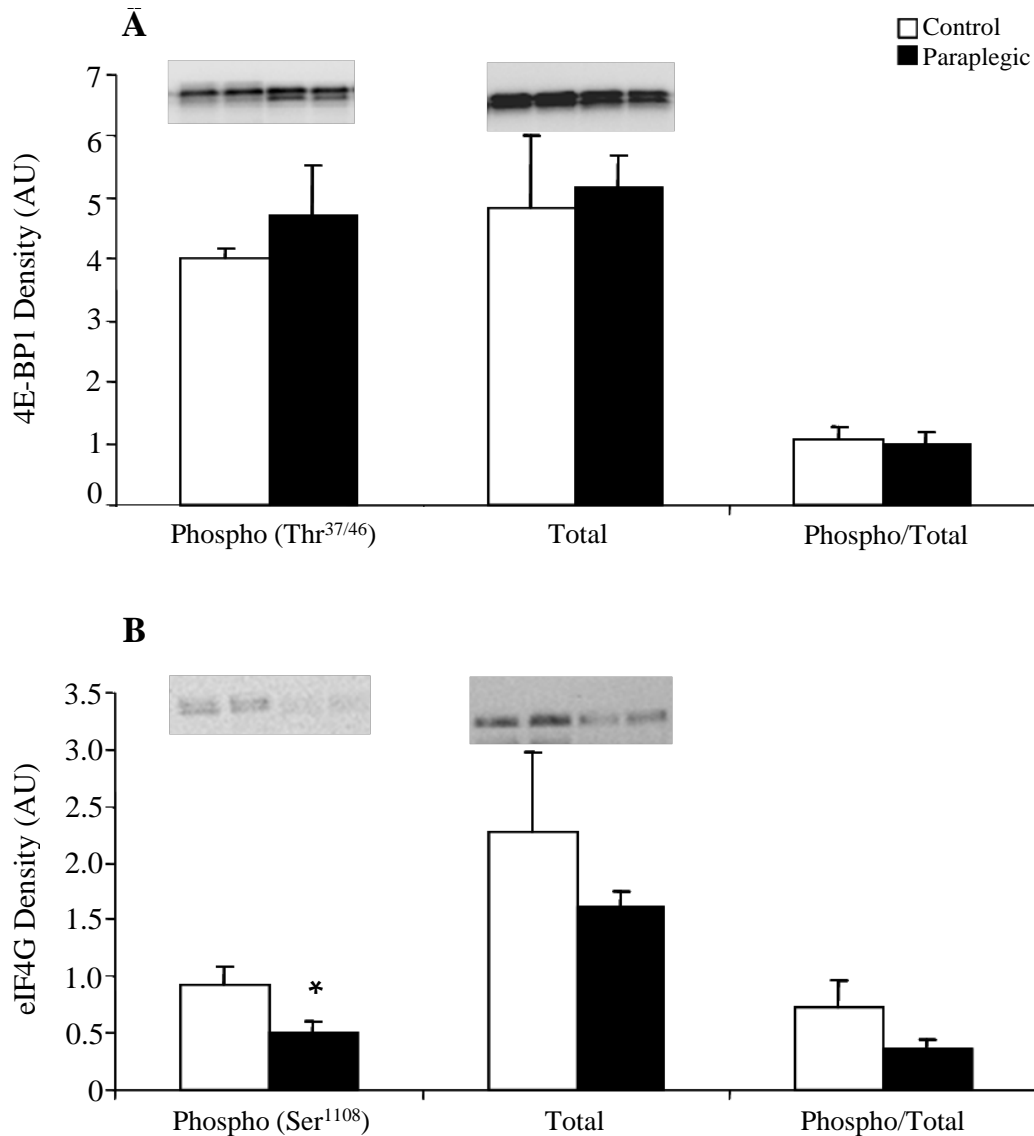 A
Control
Paraplegic
7
6
5
4
3
2
1
0
4E-BP1 Density (AU)
Phospho (Thr37/46)
Total
Phospho/Total
B
3.5
3.0
2.5
2.0
1.5
1.0
0.5
0
eIF4G Density (AU)
*
Phospho (Ser1108)
Total
Phospho/Total